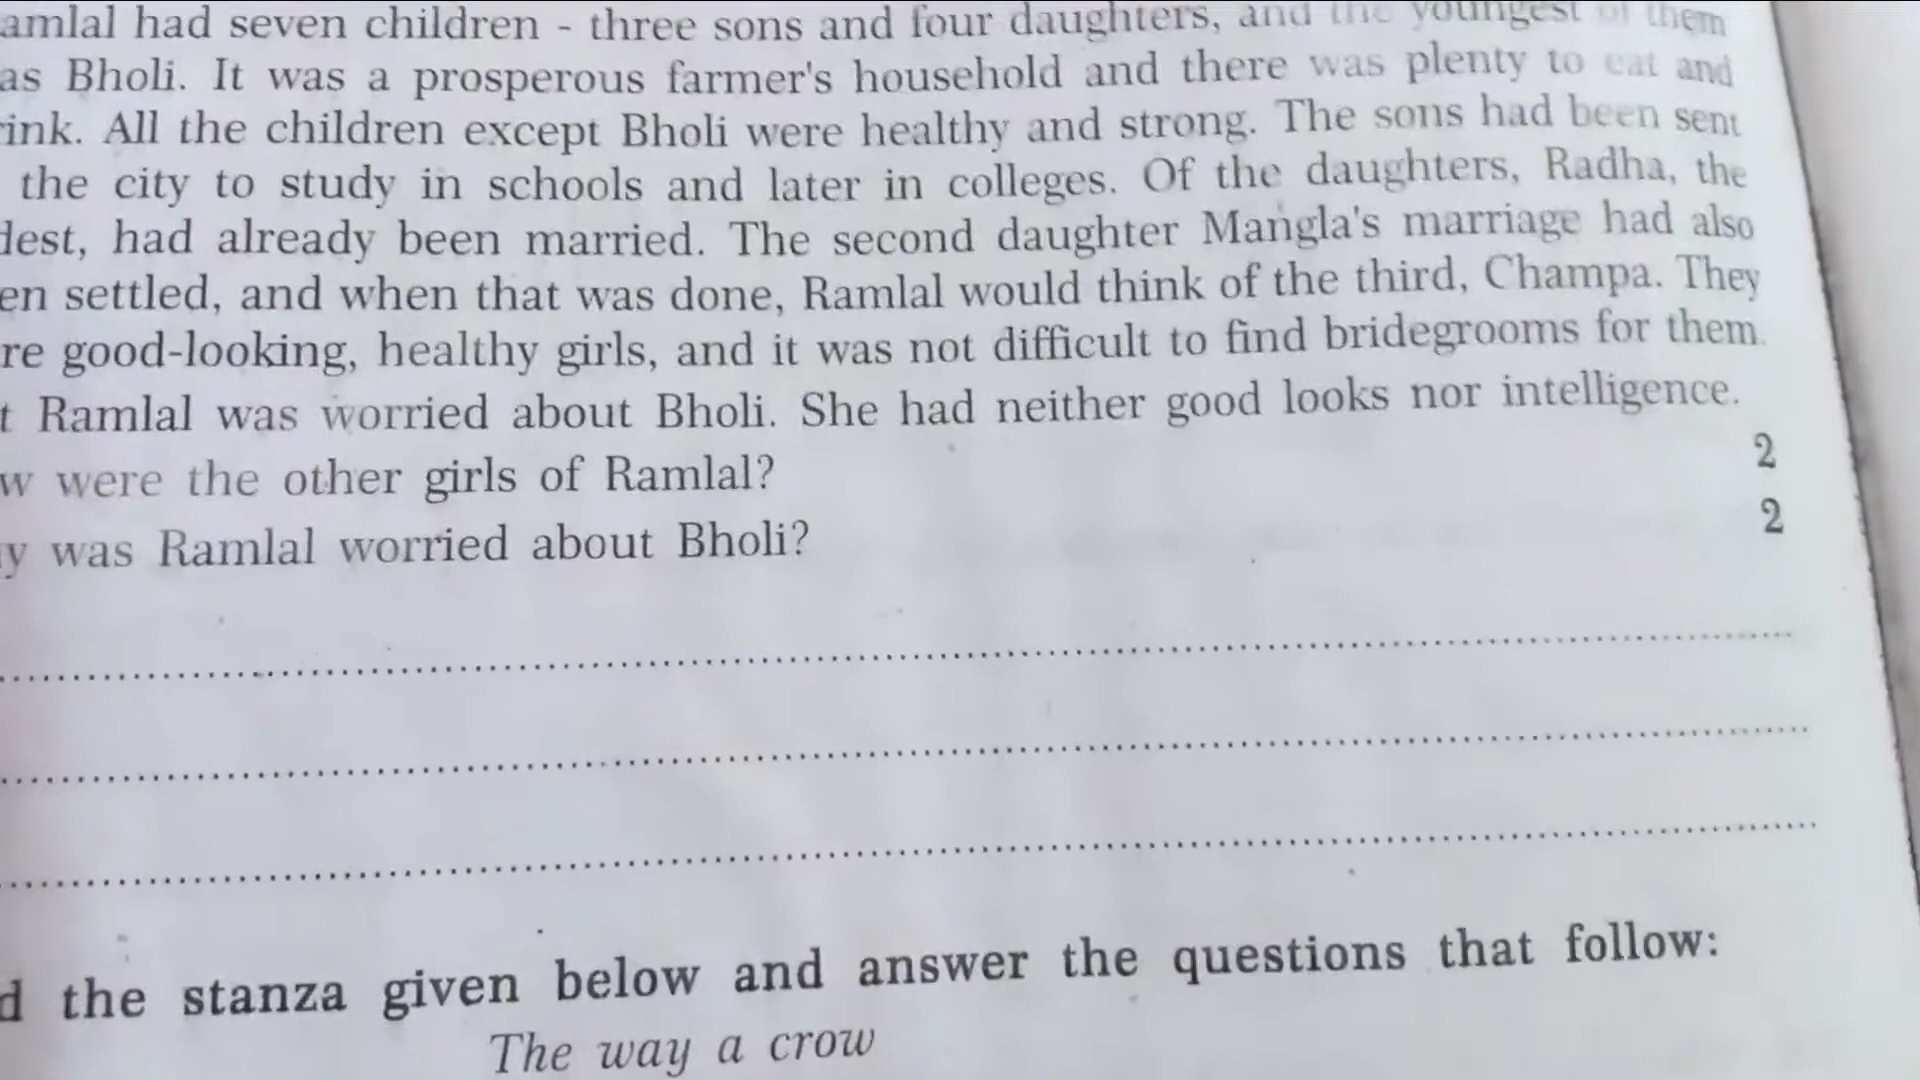 amlal had seven children - three sons and four daughters, and the youngest of them
as Bholi. It was a prosperous farmer's household and there was plenty to eat and
rink. All the children except Bholi were healthy and strong. The sons had been sent
the city to study in schools and later in colleges. Of the daughters, Radha, the
dest, had already been married. The second daughter Mangla's marriage had also
en settled, and when that was done, Ramlal would think of the third, Champa. They
re good-looking, healthy girls, and it was not difficult to find bridegrooms for them.
t Ramlal was worried about Bholi. She had neither good looks nor intelligence.
w were the other girls of Ramlal? 2
y was Ramlal worried about Bholi? 2
d the stanza given below and answer the questions that follow:
The way a crow